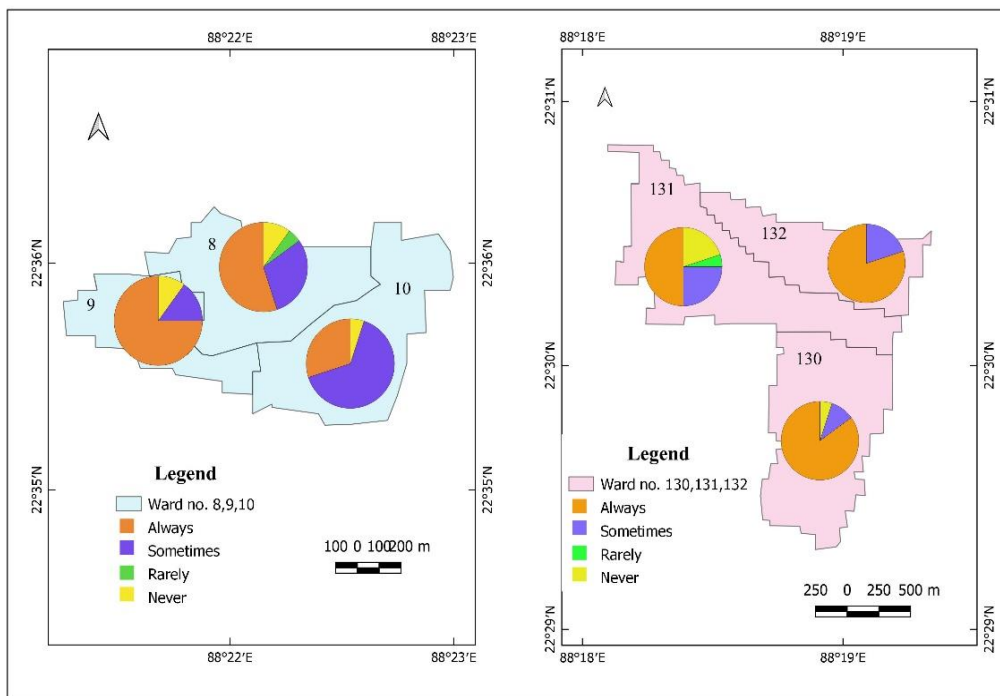 88°22′E 88°23′E
22°36′N 22°36′N
22°35′N 22°35′N
8
9
10
Legend
Ward no. 8,9,10
Always
Sometimes
Rarely
Never
100 0 100 200 m
88°22′E 88°23′E
88°18′E 88°19′E
22°31′N 22°31′N
22°30′N 22°30′N
22°29′N 22°29′N
131
132
130
Legend
Ward no. 130,131,132
Always
Sometimes
Rarely
Never
250 0 250 500 m
88°18′E 88°19′E